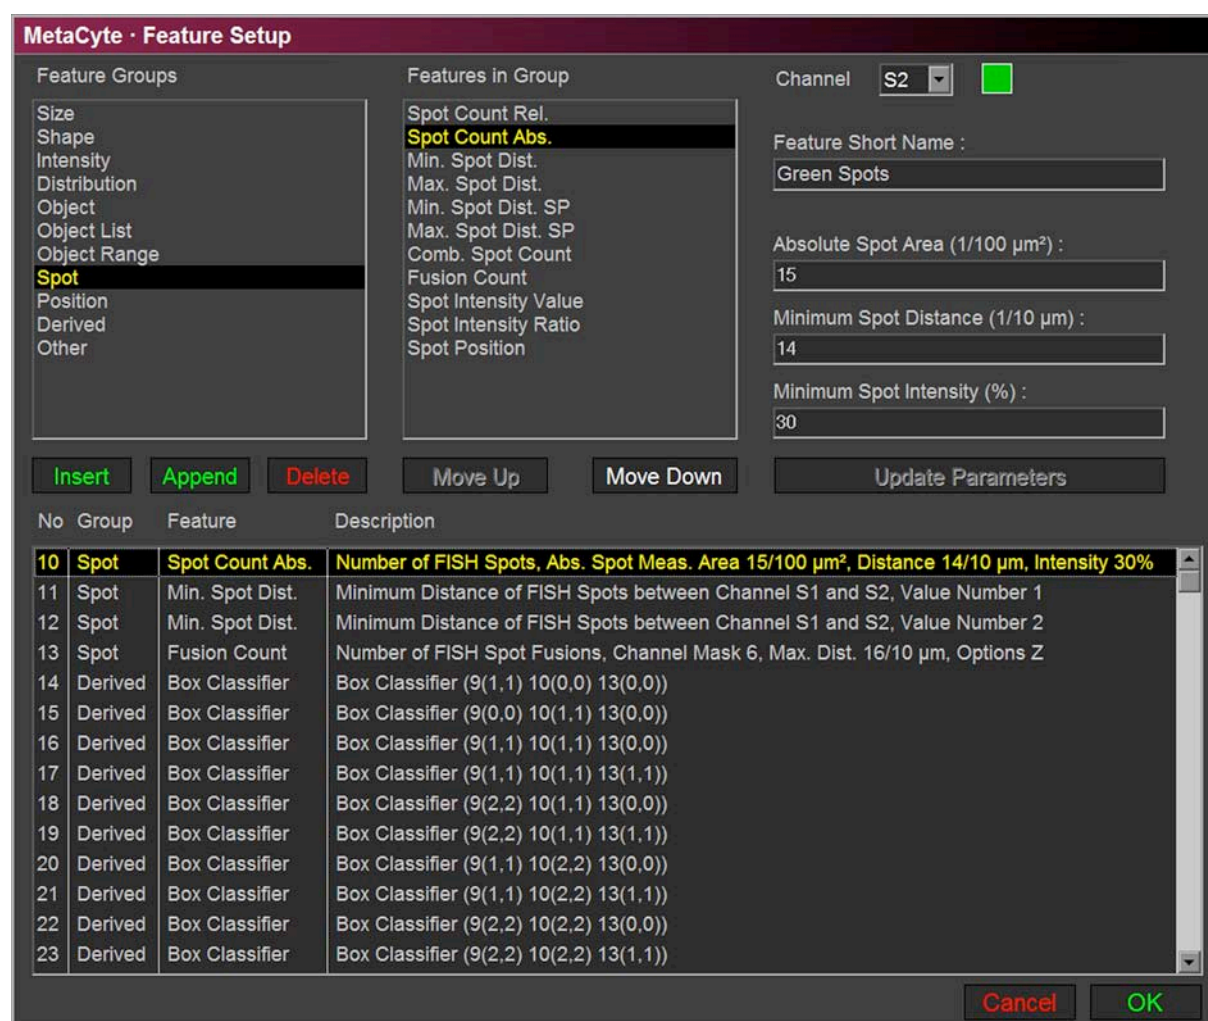 MetaCyte · Feature Setup
Feature Groups
Size
Shape
Intensity
Distribution
Object
Object List
Object Range
Spot
Position
Derived
Other
Features in Group
Spot Count Rel.
Spot Count Abs.
Min. Spot Dist.
Max. Spot Dist.
Min. Spot Dist. SP
Max. Spot Dist. SP
Comb. Spot Count
Fusion Count
Spot Intensity Value
Spot Intensity Ratio
Spot Position
Channel S2
Feature Short Name :
Green Spots
Absolute Spot Area (1/100 µm²) :
15
Minimum Spot Distance (1/10 µm) :
14
Minimum Spot Intensity (%) :
30
Insert Append Delete Move Up Move Down Update Parameters
No Group Feature Description
10 Spot Spot Count Abs. Number of FISH Spots, Abs. Spot Meas. Area 15/100 µm², Distance 14/10 µm, Intensity 30%
11 Spot Min. Spot Dist. Minimum Distance of FISH Spots between Channel S1 and S2, Value Number 1
12 Spot Min. Spot Dist. Minimum Distance of FISH Spots between Channel S1 and S2, Value Number 2
13 Spot Fusion Count Number of FISH Spot Fusions, Channel Mask 6, Max. Dist. 16/10 µm, Options Z
14 Derived Box Classifier Box Classifier (9(1,1) 10(0,0) 13(0,0))
15 Derived Box Classifier Box Classifier (9(0,0) 10(1,1) 13(0,0))
16 Derived Box Classifier Box Classifier (9(1,1) 10(1,1) 13(0,0))
17 Derived Box Classifier Box Classifier (9(1,1) 10(1,1) 13(1,1))
18 Derived Box Classifier Box Classifier (9(2,2) 10(1,1) 13(0,0))
19 Derived Box Classifier Box Classifier (9(2,2) 10(1,1) 13(1,1))
20 Derived Box Classifier Box Classifier (9(1,1) 10(2,2) 13(0,0))
21 Derived Box Classifier Box Classifier (9(1,1) 10(2,2) 13(1,1))
22 Derived Box Classifier Box Classifier (9(2,2) 10(2,2) 13(0,0))
23 Derived Box Classifier Box Classifier (9(2,2) 10(2,2) 13(1,1))
Cancel OK